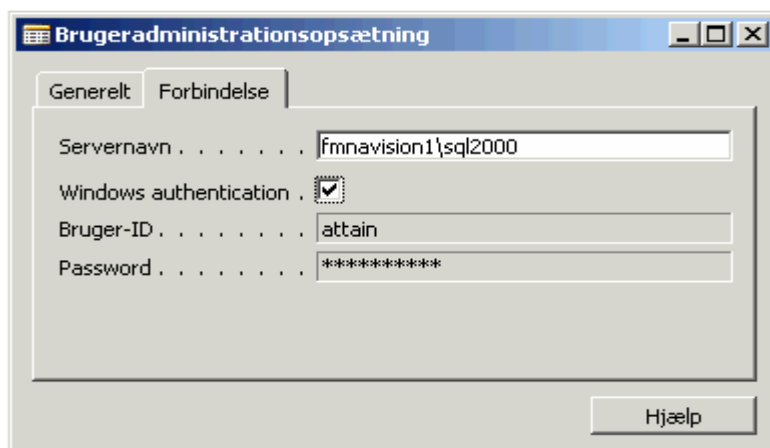 Brugeradministrationsopsætning
Generelt Forbindelse
Servernavn . . . . . . . fmnavision1\sql2000
Windows authentication .
Bruger-ID . . . . . . . . attain
Password . . . . . . . . **********
Hjælp